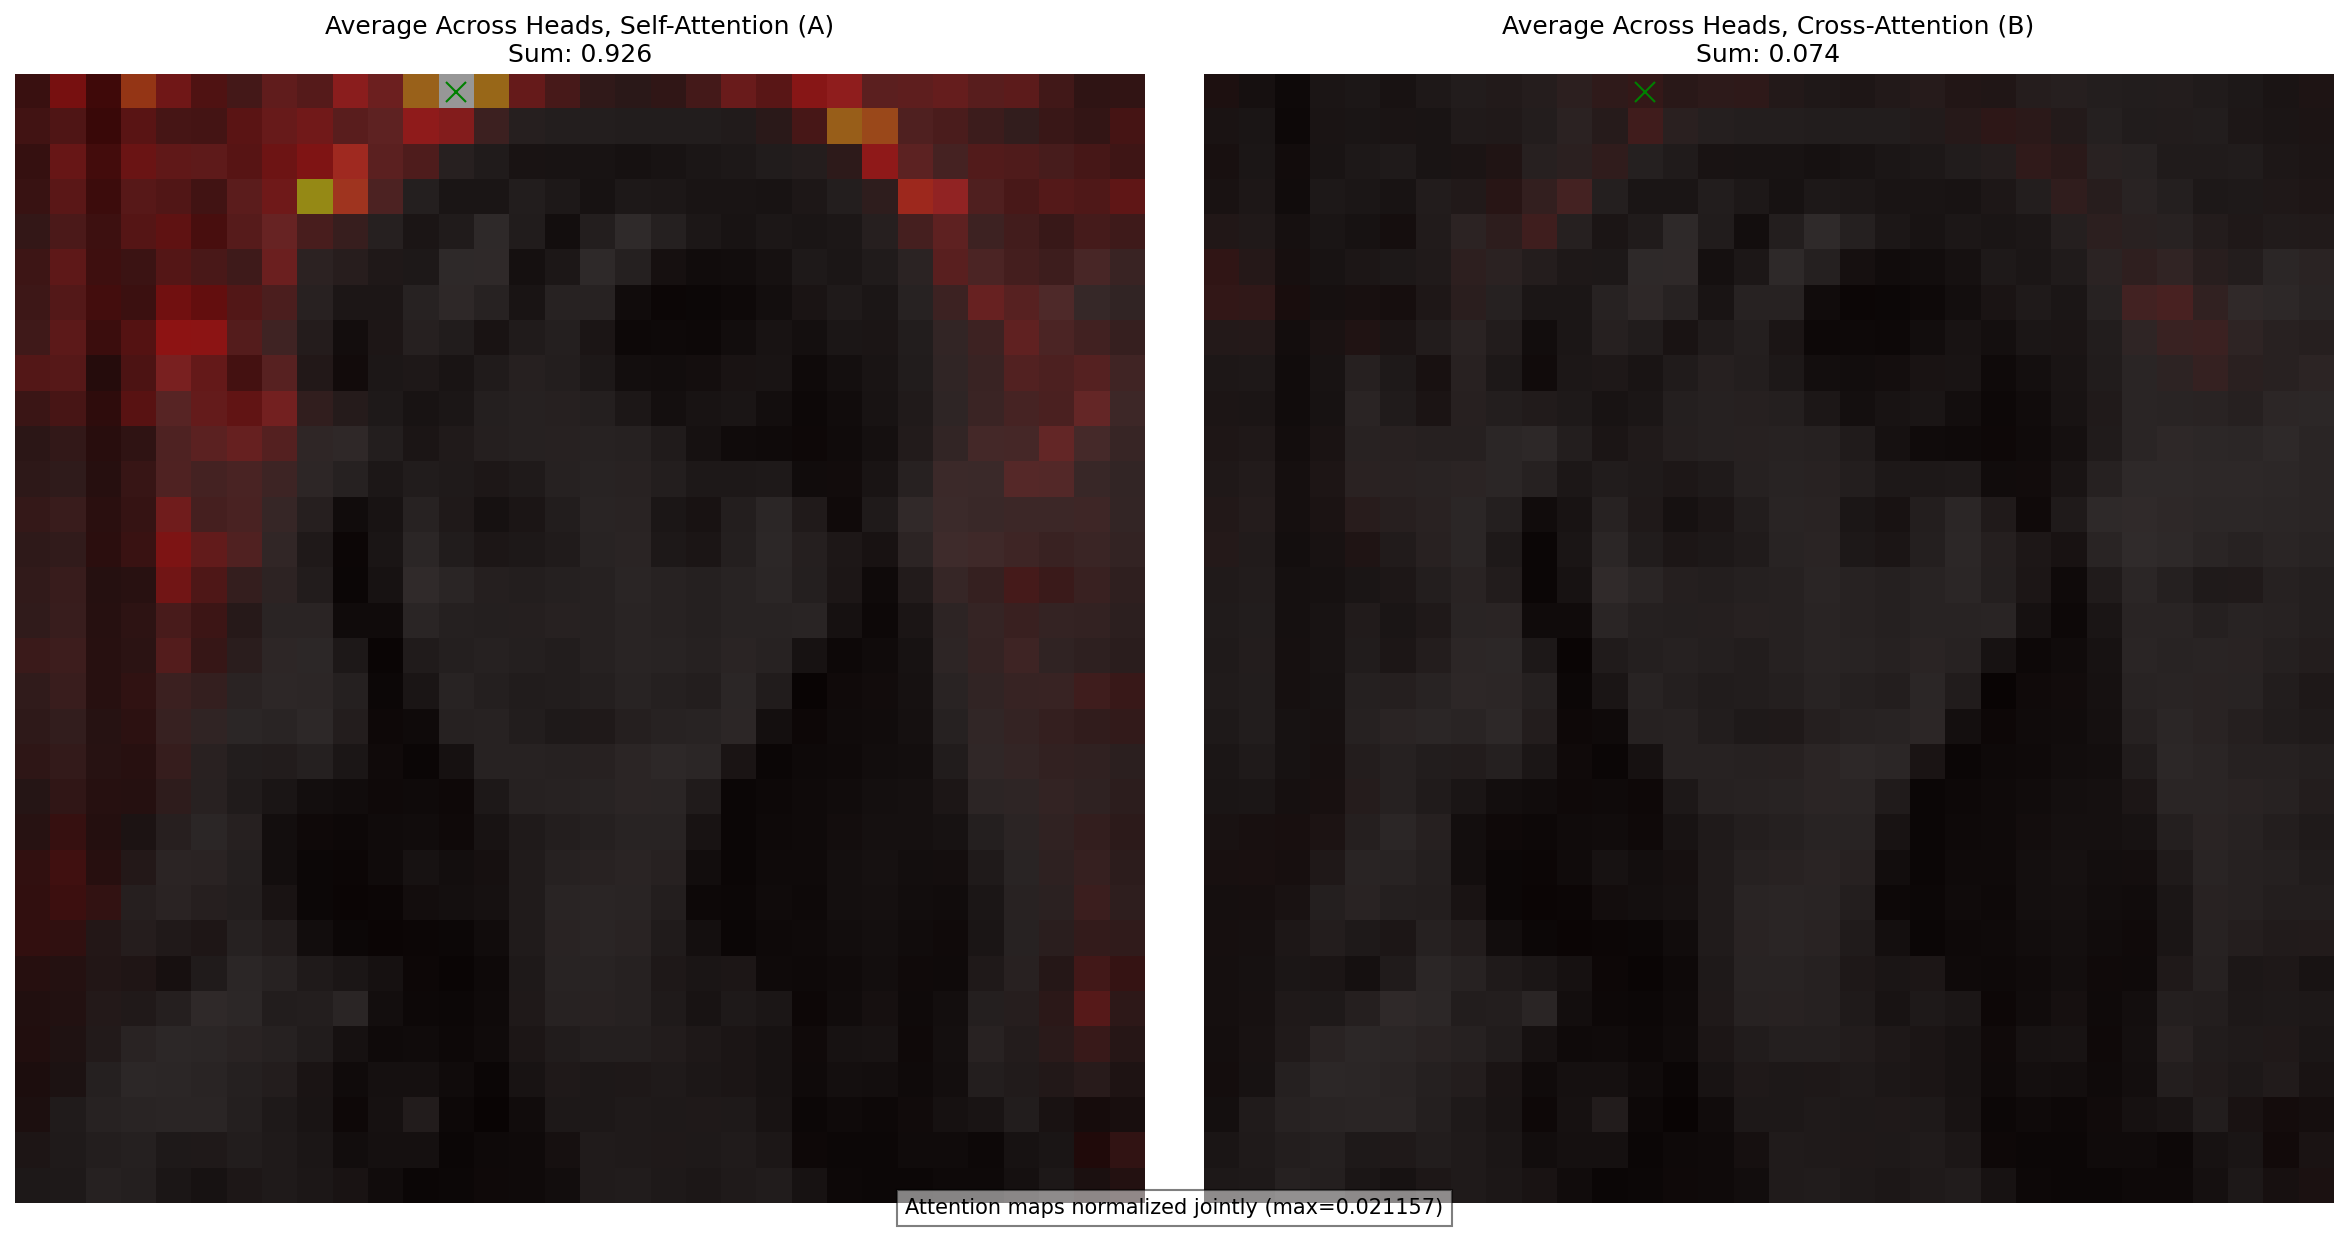 Average Across Heads, Self-Attention (A)
Sum: 0.926
Average Across Heads, Cross-Attention (B)
Sum: 0.074
Attention maps normalized jointly (max=0.021157)